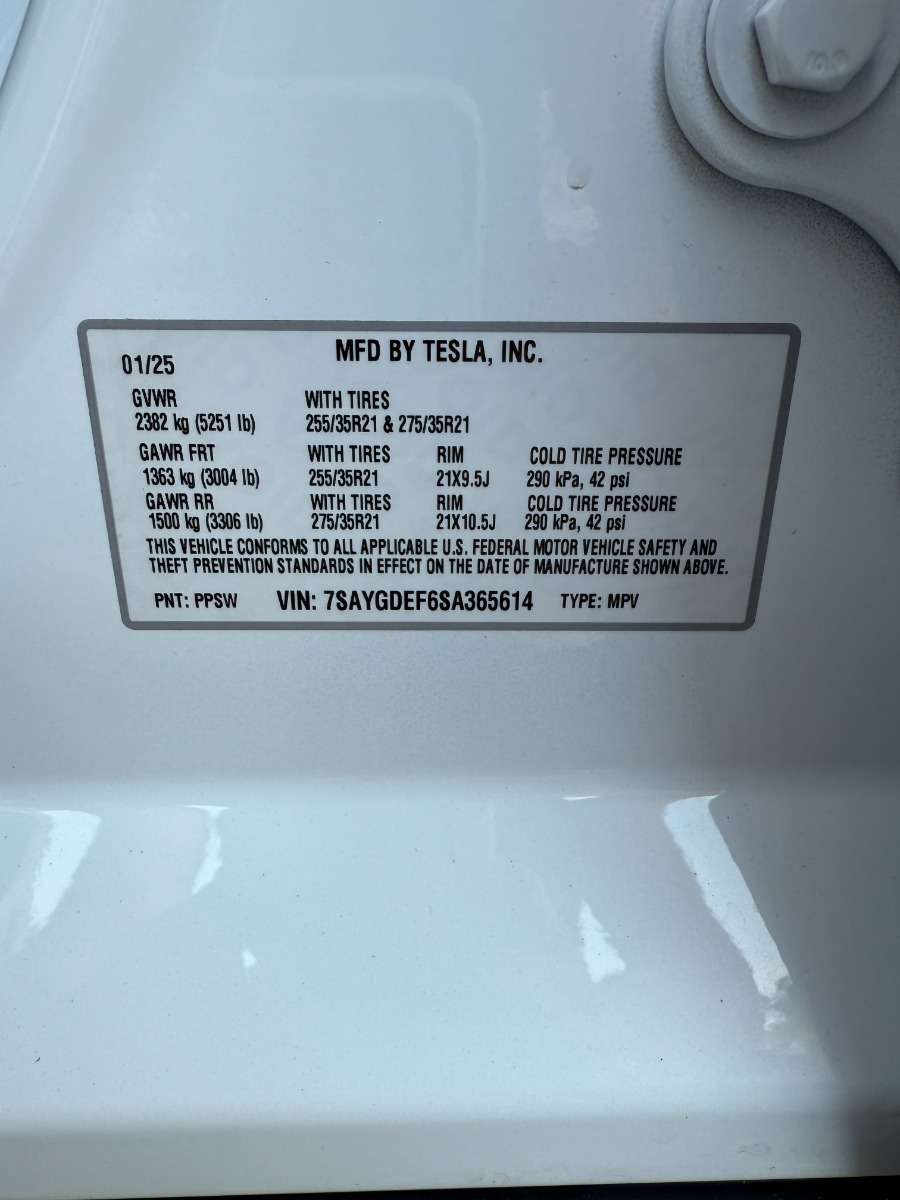 01/25 MFD BY TESLA, INC.
GVWR WITH TIRES
2382 kg (5251 lb) 255/35R21 & 275/35R21
GAWR FRT WITH TIRES RIM COLD TIRE PRESSURE
1363 kg (3004 lb) 255/35R21 21X9.5J 290 kPa, 42 psi
GAWR RR WITH TIRES RIM COLD TIRE PRESSURE
1500 kg (3306 lb) 275/35R21 21X10.5J 290 kPa, 42 psi
THIS VEHICLE CONFORMS TO ALL APPLICABLE U.S. FEDERAL MOTOR VEHICLE SAFETY AND
THEFT PREVENTION STANDARDS IN EFFECT ON THE DATE OF MANUFACTURE SHOWN ABOVE.
PNT: PPSW VIN: 7SAYGDEF6SA365614 TYPE: MPV